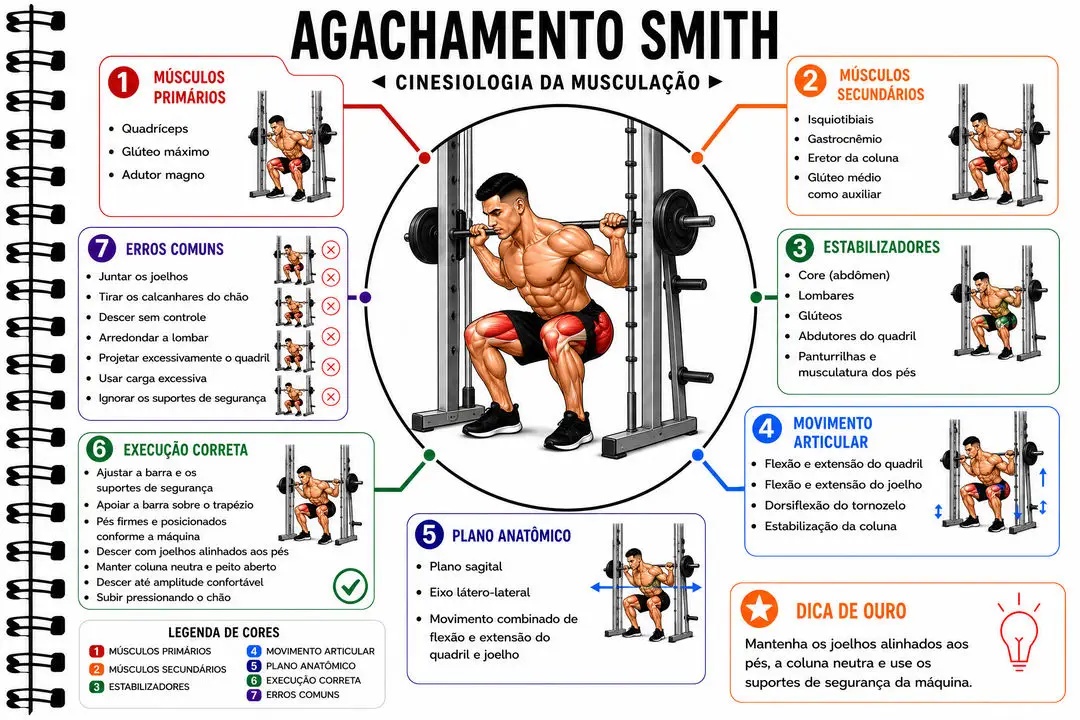 AGACHAMENTO SMITH
CINESIOLOGIA DA MUSCULAÇÃO
1 MÚSCULOS
PRIMÁRIOS
• Quadríceps
• Glúteo máximo
• Adutor magno
2 MÚSCULOS
SECUNDÁRIOS
• Isquiotibiais
• Gastrocnêmio
• Eretor da coluna
• Glúteo médio
como auxiliar
3 ESTABILIZADORES
• Core (abdômen)
• Lombares
• Glúteos
• Abdutores do quadril
• Panturrilhas e
musculatura dos pés
4 MOVIMENTO
ARTICULAR
• Flexão e extensão do quadril
• Flexão e extensão do joelho
• Dorsiflexão do tornozelo
• Estabilização da coluna
5 PLANO ANATÔMICO
• Plano sagital
• Eixo látero-lateral
• Movimento combinado de
flexão e extensão do
quadril e joelho
6 EXECUÇÃO CORRETA
• Ajustar a barra e os
suportes de segurança
• Apoiar a barra sobre o trapézio
• Pés firmes e posicionados
conforme a máquina
• Descer com joelhos alinhados aos pés
• Manter coluna neutra e peito aberto
• Descer até amplitude confortável
• Subir pressionando o chão
7 ERROS COMUNS
• Juntar os joelhos
• Tirar os calcanhares do chão
• Descer sem controle
• Arredondar a lombar
• Projetar excessivamente o quadril
• Usar carga excessiva
• Ignorar os suportes de segurança
LEGENDA DE CORES
1 MÚSCULOS PRIMÁRIOS
2 MÚSCULOS SECUNDÁRIOS
3 ESTABILIZADORES
4 MOVIMENTO ARTICULAR
5 PLANO ANATÔMICO
6 EXECUÇÃO CORRETA
7 ERROS COMUNS
DICA DE OURO
Mantenha os joelhos alinhados aos
pés, a coluna neutra e use os
suportes de segurança da máquina.